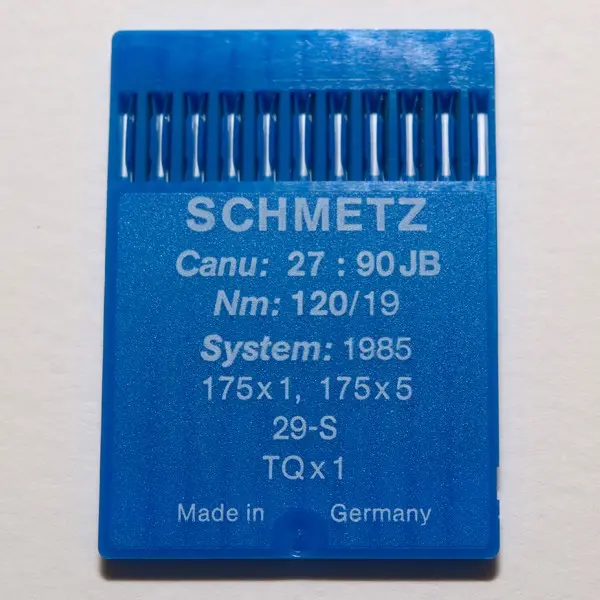 SCHMETZ
Canu: 27 : 90 JB
Nm: 120/19
System: 1985
175x1, 175x5
29-S
TQx1
Made in Germany